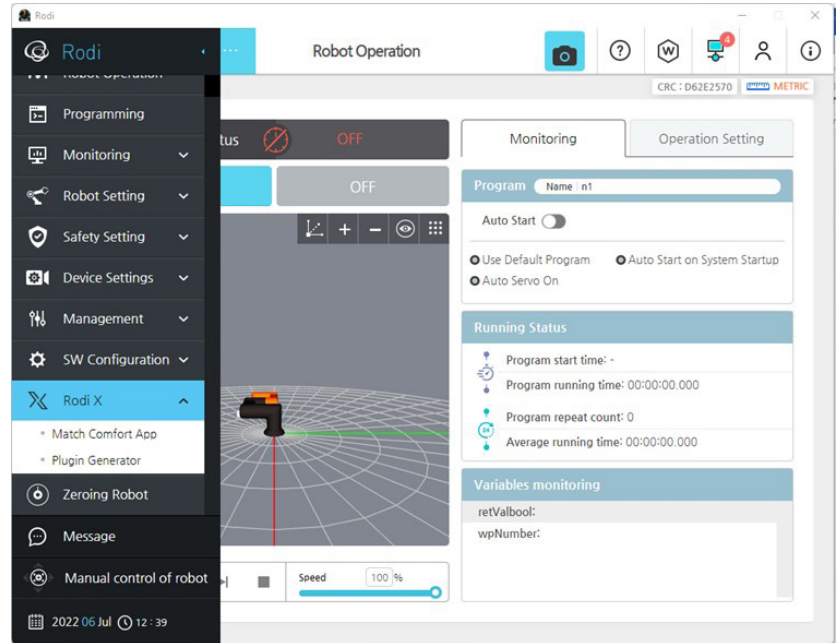 Rodi
Rodi
Robot Operation
Programming
Monitoring
Robot Setting
Safety Setting
Device Settings
Management
SW Configuration
Rodi X
Match Comfort App
Plugin Generator
Zeroing Robot
Message
Manual control of robot
2022 06 Jul 12 : 39
Robot Operation
W
4
CRC : D62E2570
METRIC
tus
OFF
OFF
Speed
100 %
Monitoring
Operation Setting
Program
Name n1
Auto Start
Use Default Program
Auto Start on System Startup
Auto Servo On
Running Status
Program start time: -
Program running time: 00:00:00.000
Program repeat count: 0
24
Average running time: 00:00:00.000
Variables monitoring
retValbool:
wpNumber: